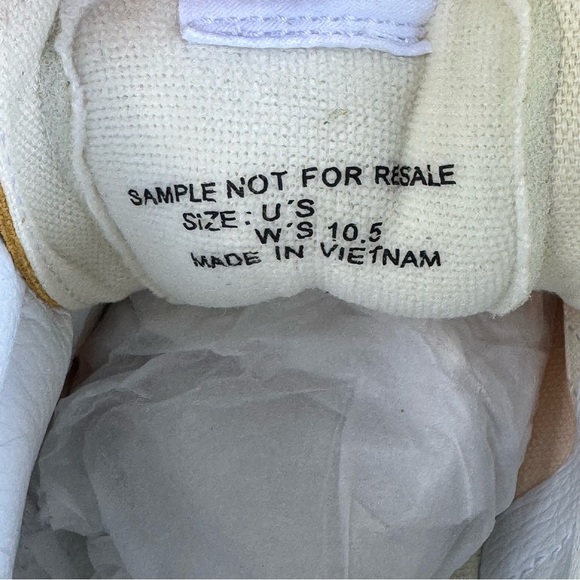 SAMPLE NOT FOR RESALE
SIZE: U'S
W'S 10.5
MADE IN VIETNAM